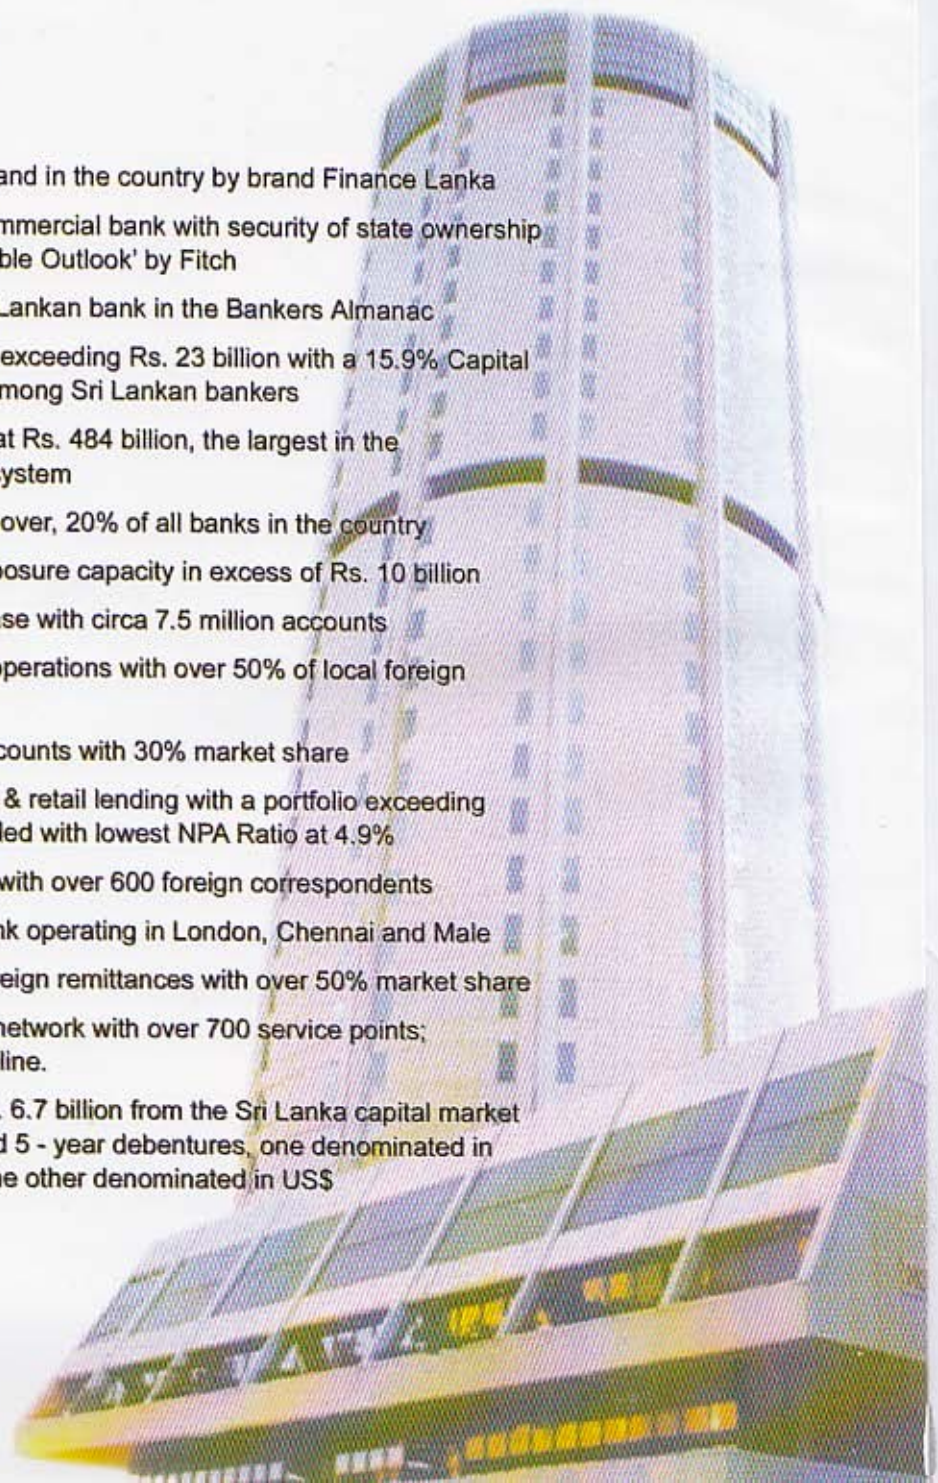 and in the country by brand Finance Lanka
mmercial bank with security of state ownership
ble Outlook' by Fitch
Lankan bank in the Bankers Almanac
exceeding Rs. 23 billion with a 15.9% Capital
mong Sri Lankan bankers
at Rs. 484 billion, the largest in the
ystem
over, 20% of all banks in the country
posure capacity in excess of Rs. 10 billion
se with circa 7.5 million accounts
operations with over 50% of local foreign
counts with 30% market share
& retail lending with a portfolio exceeding
led with lowest NPA Ratio at 4.9%
with over 600 foreign correspondents
nk operating in London, Chennai and Male
eign remittances with over 50% market share
network with over 700 service points;
line.
. 6.7 billion from the Sri Lanka capital market
d 5 - year debentures, one denominated in
ne other denominated in US$